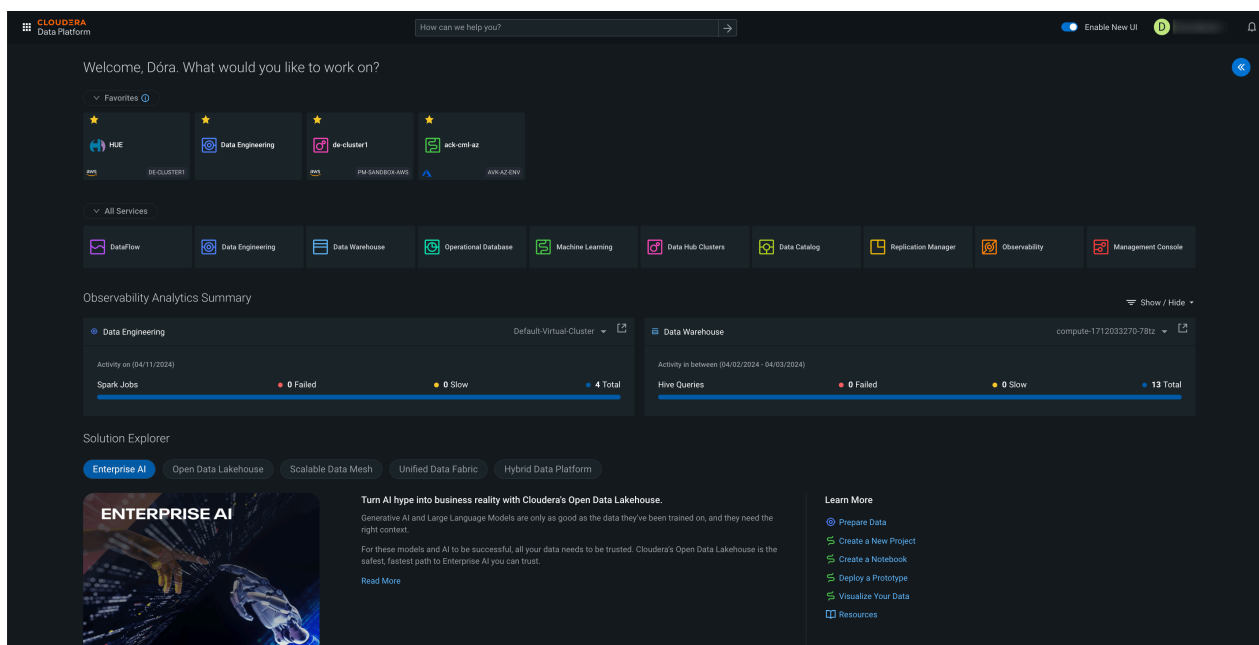 CLOUDERA
Data Platform
How can we help you?
Enable New UI
D
Welcome, Dóra. What would you like to work on?
Favorites
HUE
aws
DE-CLUSTER1
Data Engineering
de-cluster1
aws
PM-SANDBOX-AWS
ack-cml-az
AVK-AZ-ENV
All Services
DataFlow
Data Engineering
Data Warehouse
Operational Database
Machine Learning
Data Hub Clusters
Data Catalog
Replication Manager
Observability
Management Console
Observability Analytics Summary
Show / Hide
Data Engineering
Default-Virtual-Cluster
Activity on (04/11/2024)
Spark Jobs
0 Failed
0 Slow
4 Total
Data Warehouse
compute-1712033270-78tz
Activity in between (04/02/2024 - 04/03/2024)
Hive Queries
0 Failed
0 Slow
13 Total
Solution Explorer
Enterprise AI
Open Data Lakehouse
Scalable Data Mesh
Unified Data Fabric
Hybrid Data Platform
ENTERPRISE AI
Turn AI hype into business reality with Cloudera's Open Data Lakehouse.
Generative AI and Large Language Models are only as good as the data they've been trained on, and they need the
right context.
For these models and AI to be successful, all your data needs to be trusted. Cloudera's Open Data Lakehouse is the
safest, fastest path to Enterprise AI you can trust.
Read More
Learn More
Prepare Data
Create a New Project
Create a Notebook
Deploy a Prototype
Visualize Your Data
Resources